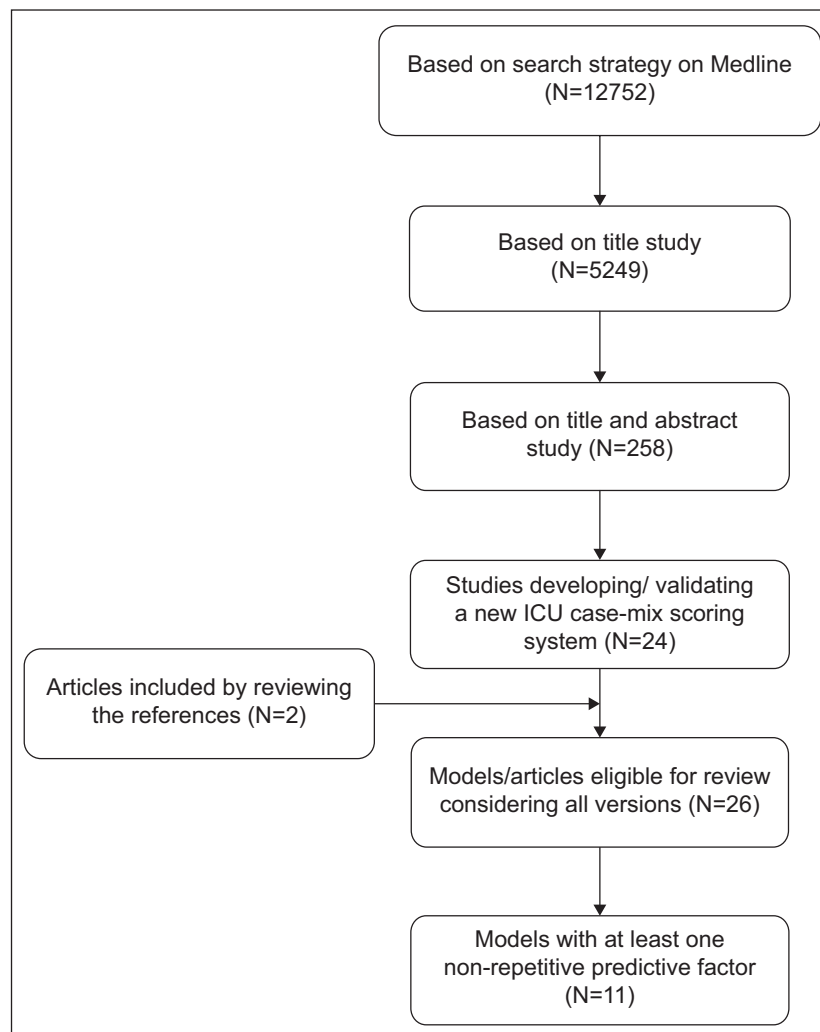 Based on search strategy on Medline
(N=12752)
Based on title study
(N=5249)
Based on title and abstract
study (N=258)
Studies developing/ validating
a new ICU case-mix scoring
system (N=24)
Articles included by reviewing
the references (N=2)
Models/articles eligible for review
considering all versions (N=26)
Models with at least one
non-repetitive predictive factor
(N=11)